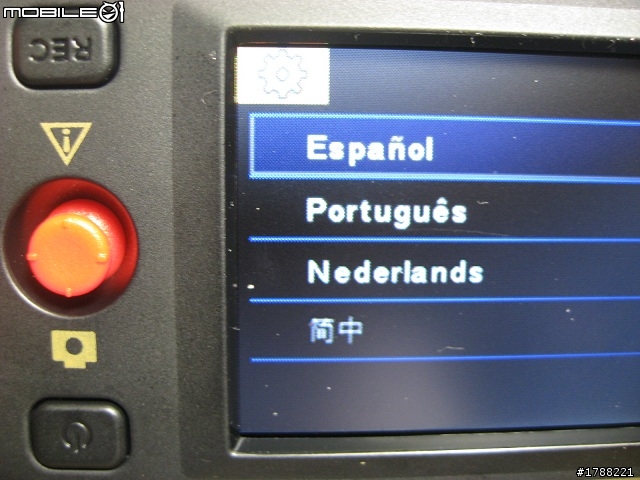 MOBILE01
REC
Español
Português
Nederlands
简中
#1788221